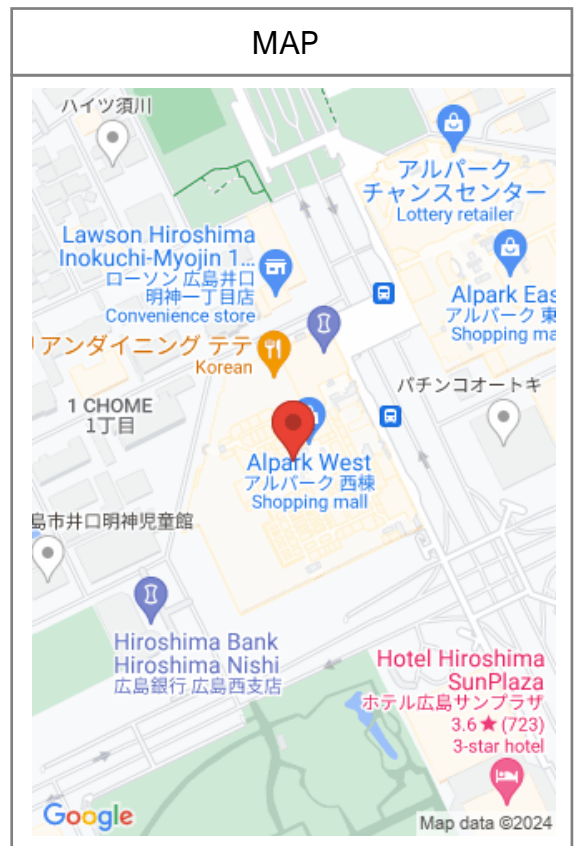 MAP
ハイツ須川
アルパーク
チャンスセンター
Lottery retailer
Lawson Hiroshima
Inokuchi-Myojin 1...
ローソン 広島井口
明神一丁目店
Convenience store
Alpark Eas
アルパーク 東
Shopping ma
リアンダイニング テテ
Korean
パチンコオートキ
1 CHOME
1丁目
Alpark West
アルパーク 西棟
Shopping mall
島市井口明神児童館
Hiroshima Bank
Hiroshima Nishi
広島銀行 広島西支店
Hotel Hiroshima
SunPlaza
ホテル広島サンプラザ
3.6★(723)
3-star hotel
Google
Map data ©2024